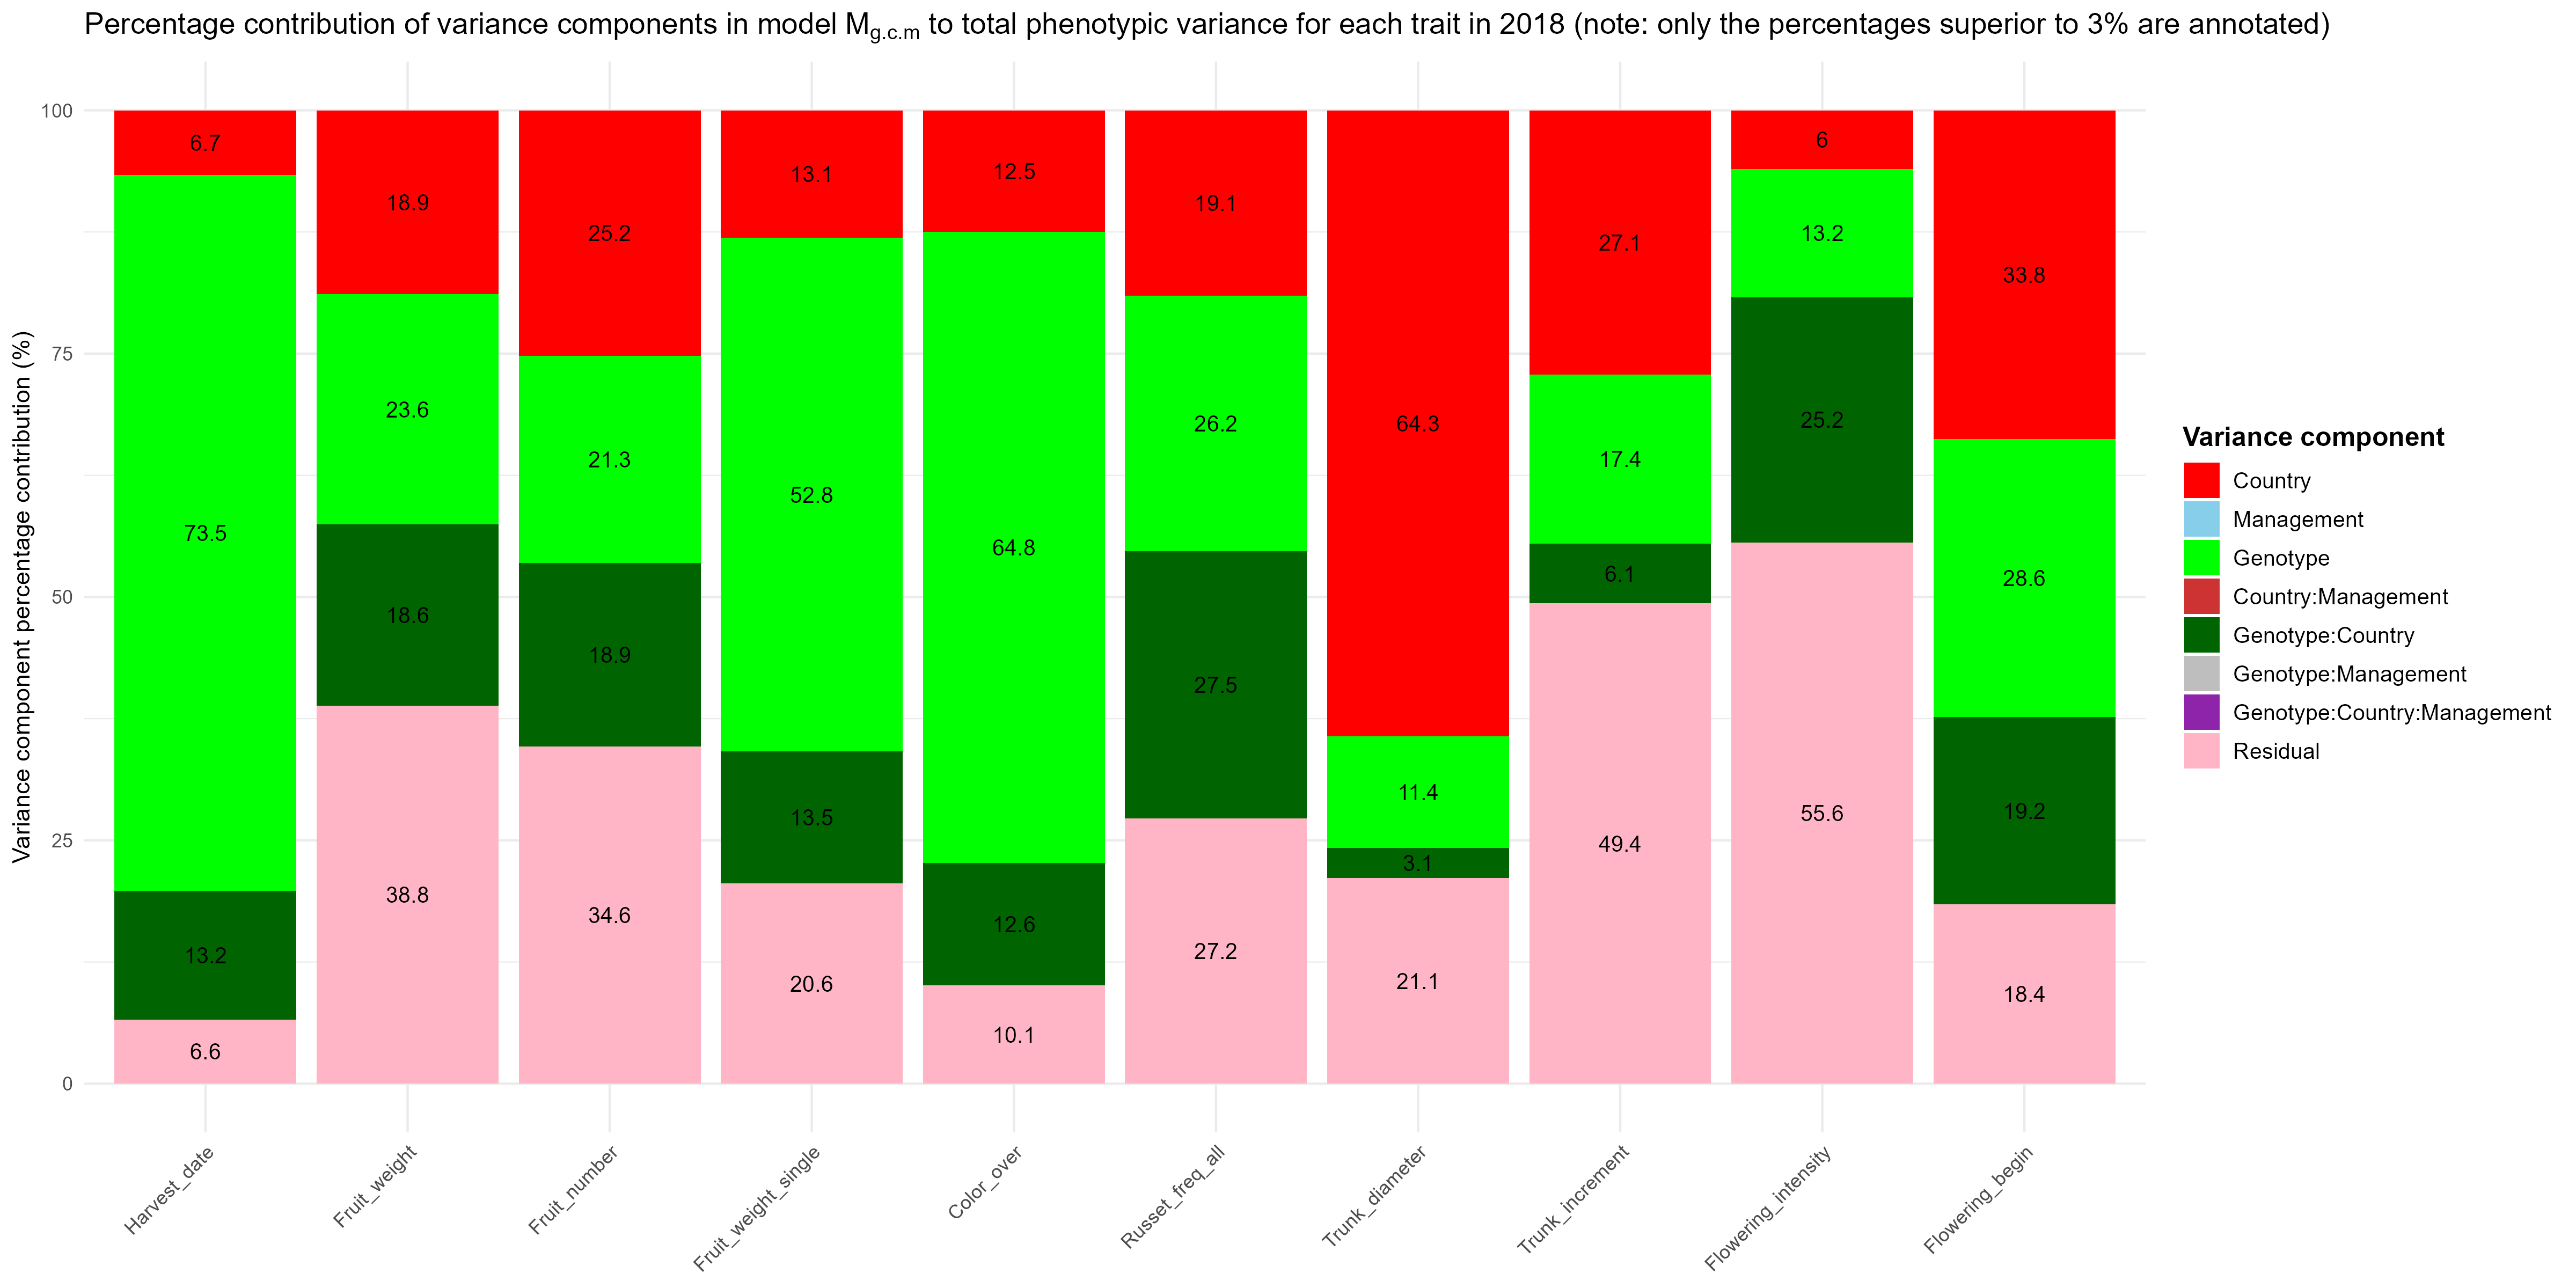 Percentage contribution of variance components in model Mg.c.m to total phenotypic variance for each trait in 2018 (note: only the percentages superior to 3% are annotated)
Variance component percentage contribution (%)
100
75
50
25
0
6.7
73.5
13.2
6.6
18.9
23.6
18.6
38.8
25.2
21.3
18.9
34.6
13.1
52.8
13.5
20.6
12.5
64.8
12.6
10.1
19.1
26.2
27.5
27.2
64.3
11.4
3.1
21.1
27.1
17.4
6.1
49.4
6
13.2
25.2
55.6
33.8
28.6
19.2
18.4
Harvest_date
Fruit_weight
Fruit_number
Fruit_weight_single
Color_over
Russet_freq_all
Trunk_diameter
Trunk_increment
Flowering_intensity
Flowering_begin
Variance component
Country
Management
Genotype
Country:Management
Genotype:Country
Genotype:Management
Genotype:Country:Management
Residual